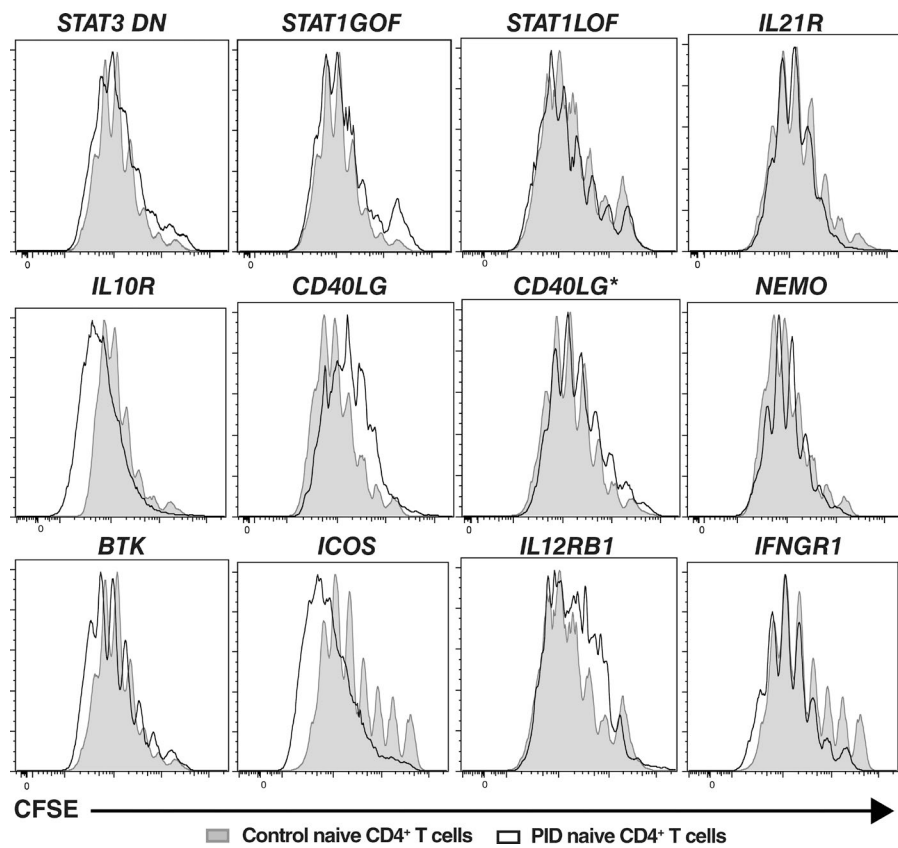 STAT3 DN STAT1GOF STAT1LOF IL21R
0 0 0 0
IL10R CD40LG CD40LG* NEMO
0 0 0 0
BTK ICOS IL12RB1 IFNGR1
0 0 0 0
CFSE
Control naive CD4⁺ T cells PID naive CD4⁺ T cells